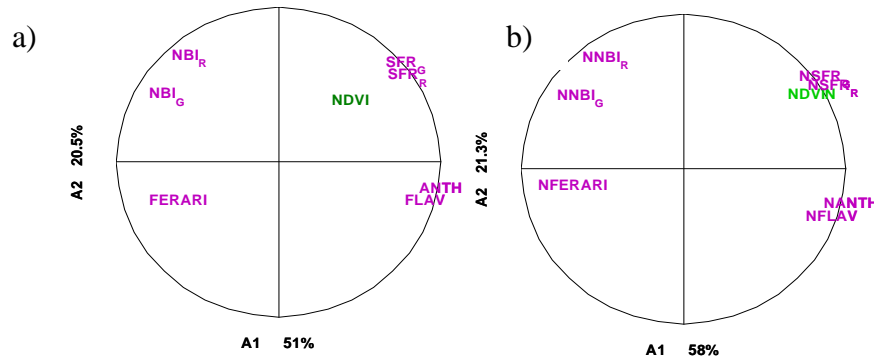 a)
NBI_R
NBI_G
SFR_G
SFR_R
NDVI
A2 20.5%
FERARI
ANTH
FLAV
A1 51%
b)
NNBI_R
NNBI_G
NSFR_G
NSFR_R
NDVIN
A2 21.3%
NFERARI
NANTH
NFLAV
A1 58%